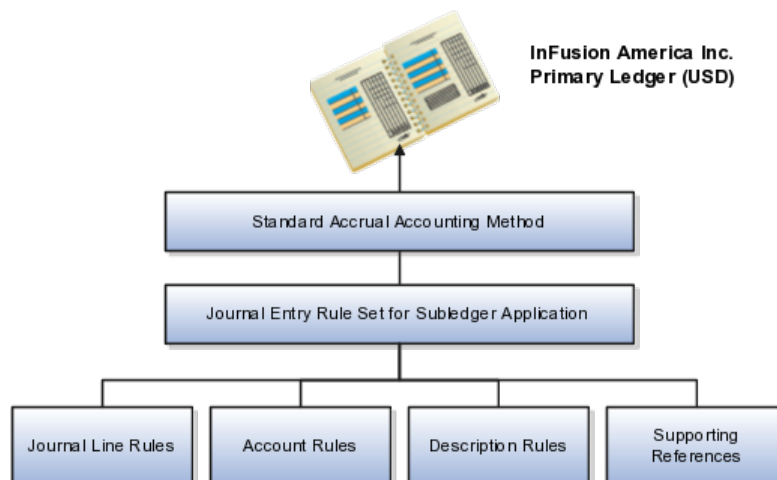 InFusion America Inc.
Primary Ledger (USD)
Standard Accrual Accounting Method
Journal Entry Rule Set for Subledger Application
Journal Line Rules
Account Rules
Description Rules
Supporting
References